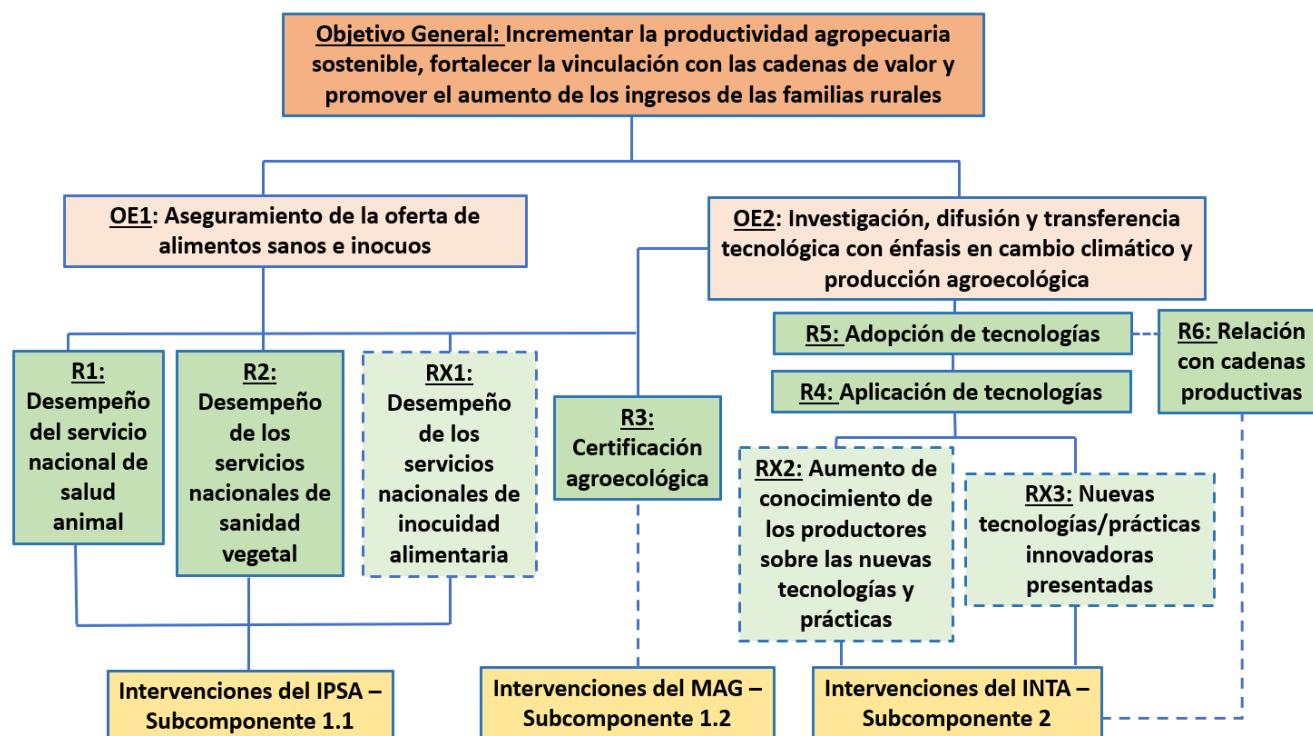 Objetivo General: Incrementar la productividad agropecuaria
sostenible, fortalecer la vinculación con las cadenas de valor y
promover el aumento de los ingresos de las familias rurales
OE1: Aseguramiento de la oferta de
alimentos sanos e inocuos
OE2: Investigación, difusión y transferencia
tecnológica con énfasis en cambio climático y
producción agroecológica
R1:
Desempeño
del servicio
nacional de
salud
animal
R2:
Desempeño
de los
servicios
nacionales de
sanidad
vegetal
RX1:
Desempeño
de los
servicios
nacionales de
inocuidad
alimentaria
R3:
Certificación
agroecológica
R5: Adopción de tecnologías
R4: Aplicación de tecnologías
R6: Relación
con cadenas
productivas
RX2: Aumento de
conocimiento de
los productores
sobre las nuevas
tecnologías y
prácticas
RX3: Nuevas
tecnologías/prácticas
innovadoras
presentadas
Intervenciones del IPSA –
Subcomponente 1.1
Intervenciones del MAG –
Subcomponente 1.2
Intervenciones del INTA –
Subcomponente 2